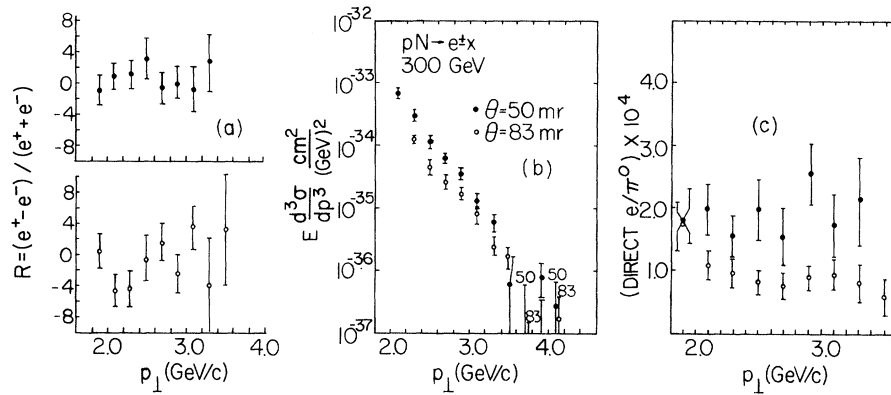 R=(e⁺−e⁻) / (e⁺+e⁻)
8
4
0
-4
-8
(a)
8
4
0
-4
-8
2.0
3.0
4.0
p⊥(GeV/c)
E d³σ/dp³ cm²/(GeV)²
10⁻³²
10⁻³³
10⁻³⁴
10⁻³⁵
10⁻³⁶
10⁻³⁷
pN→e±x
300 GeV
θ=50 mr
θ=83 mr
(b)
50
50
83
83
2.0
3.0
4.0
p⊥(GeV/c)
(DIRECT e/π⁰) X 10⁴
5.0
4.0
3.0
2.0
1.0
(c)
2.0
3.0
p⊥(GeV/c)